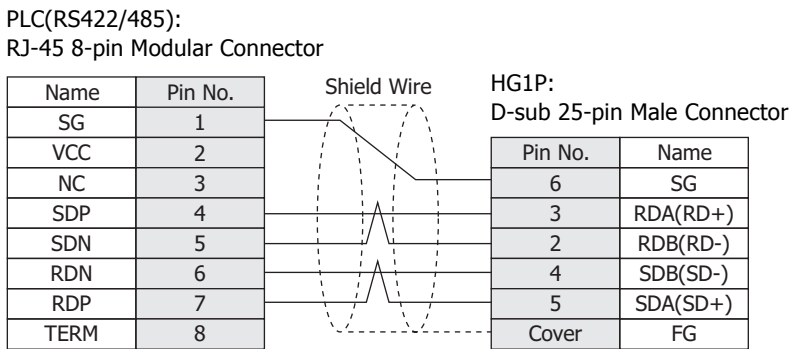 PLC(RS422/485):
RJ-45 8-pin Modular Connector
Shield Wire
HG1P:
D-sub 25-pin Male Connector
Name Pin No.
SG 1
VCC 2
NC 3
SDP 4
SDN 5
RDN 6
RDP 7
TERM 8
Pin No. Name
6 SG
3 RDA(RD+)
2 RDB(RD-)
4 SDB(SD-)
5 SDA(SD+)
Cover FG